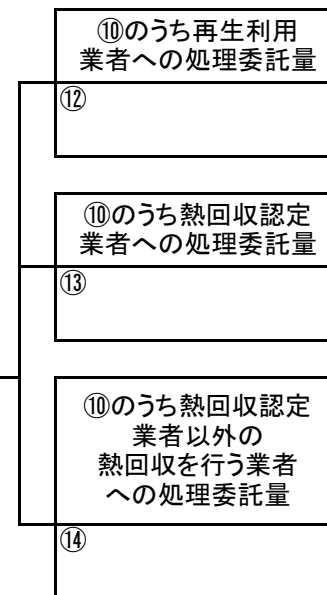 ⑩のうち再生利用
業者への処理委託量
⑫
⑩のうち熱回収認定
業者への処理委託量
⑬
⑩のうち熱回収認定
業者以外の
熱回収を行う業者
への処理委託量
⑭